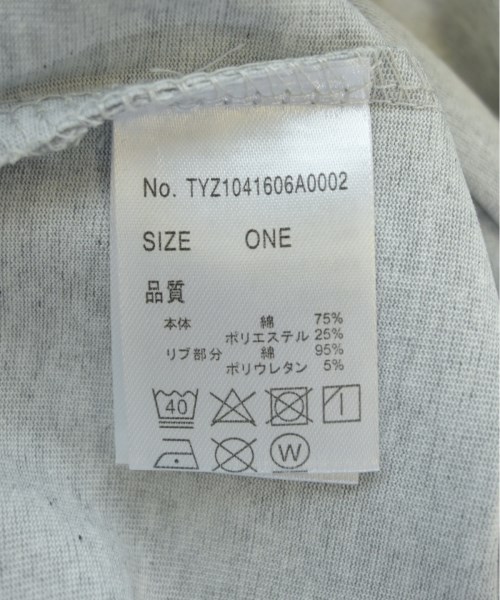 No. TYZ1041606A0002
SIZE ONE
品質
本体 綿 75%
ポリエステル 25%
リブ部分 綿 95%
ポリウレタン 5%
40
W